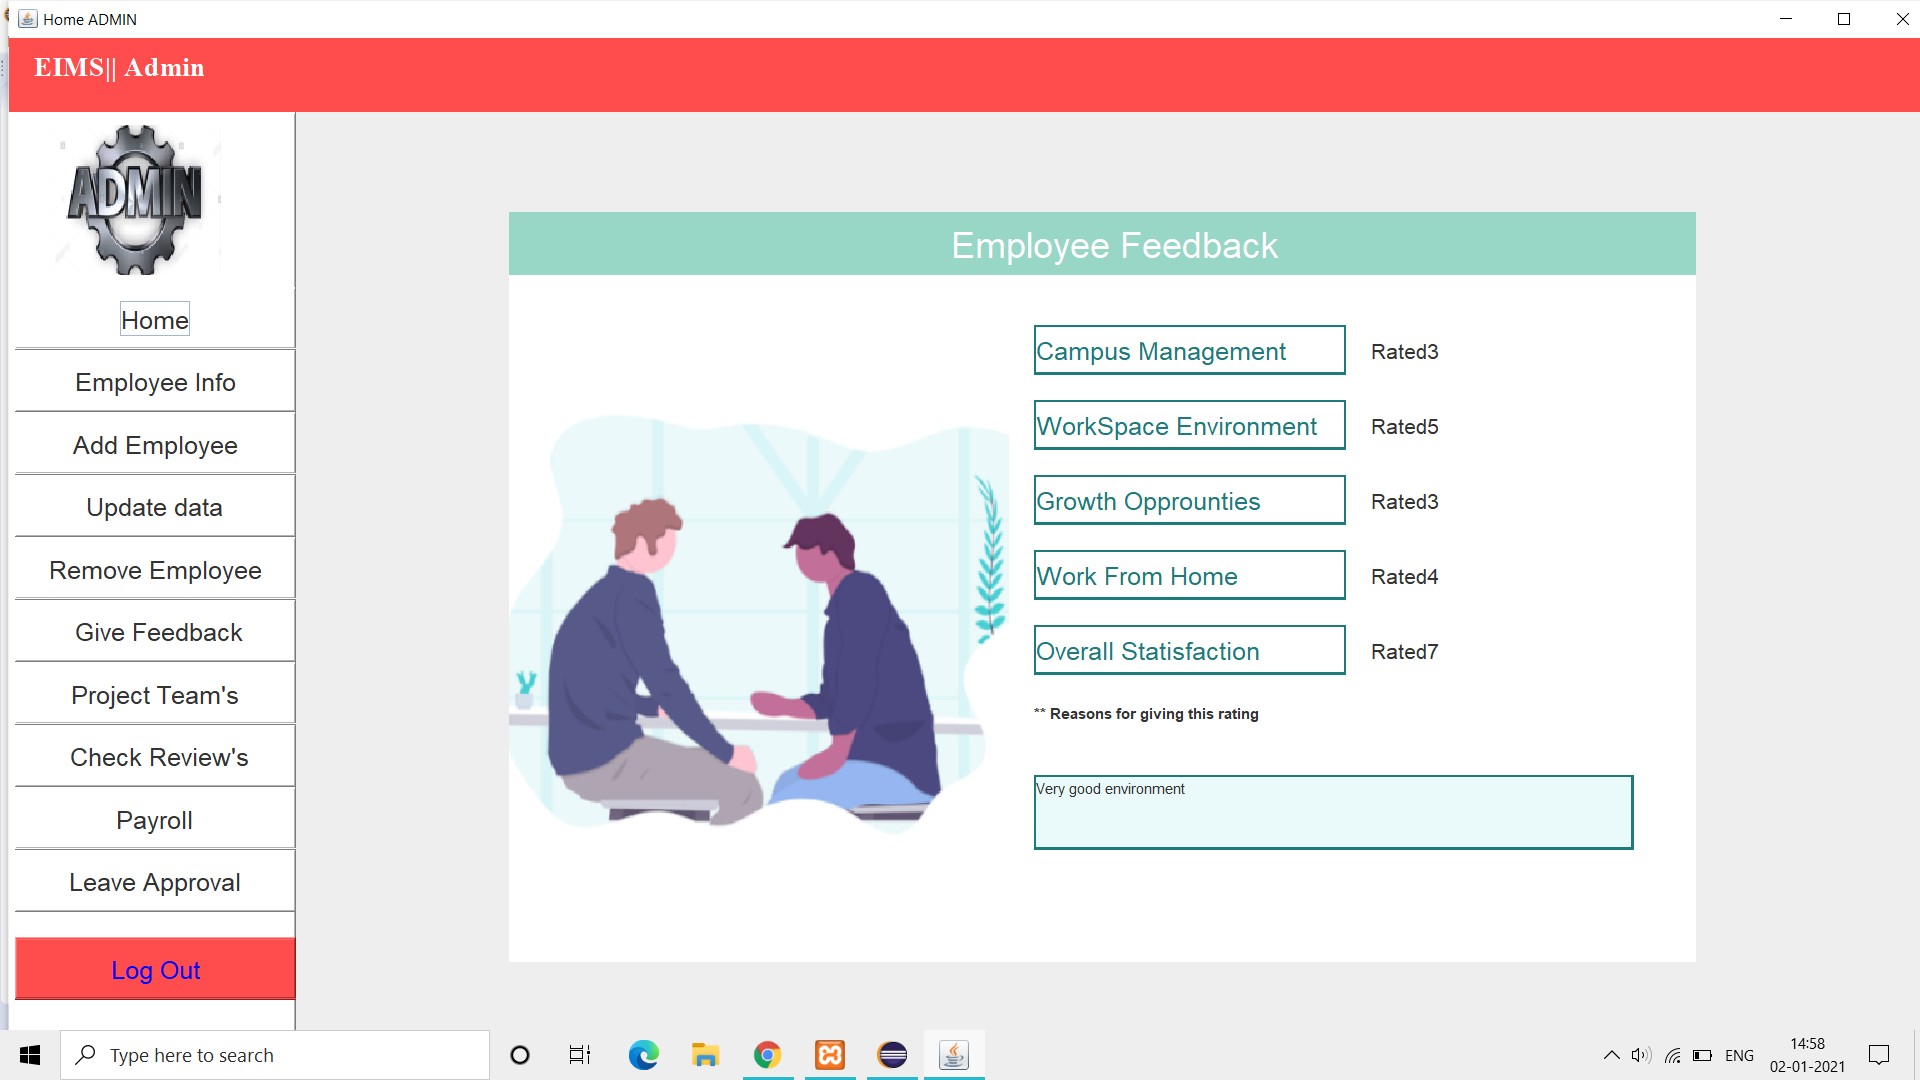 Home ADMIN
EIMS|| Admin
ADMIN
Home
Employee Info
Add Employee
Update data
Remove Employee
Give Feedback
Project Team's
Check Review's
Payroll
Leave Approval
Log Out
Employee Feedback
Campus Management Rated3
WorkSpace Environment Rated5
Growth Opprounties Rated3
Work From Home Rated4
Overall Statisfaction Rated7
** Reasons for giving this rating
Very good environment
Type here to search
ENG
14:58
02-01-2021